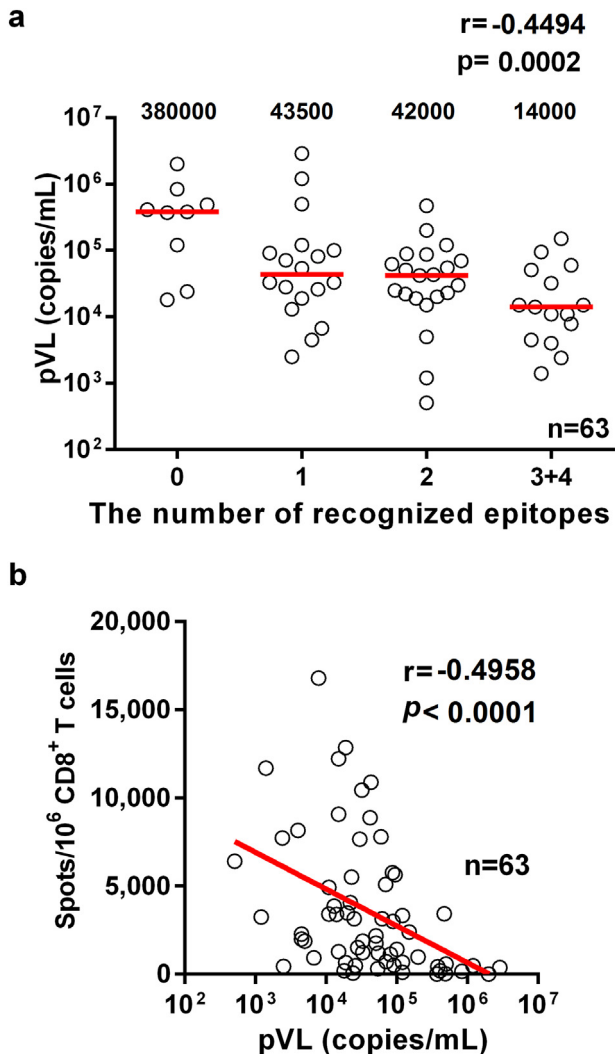 a
r= -0.4494
p= 0.0002
380000 43500 42000 14000
10⁷
10⁶
10⁵
10⁴
10³
10²
pVL (copies/mL)
n=63
0 1 2 3+4
The number of recognized epitopes
b
20,000
15,000
10,000
5,000
0
Spots/10⁶ CD8⁺ T cells
r= -0.4958
p< 0.0001
n=63
10² 10³ 10⁴ 10⁵ 10⁶ 10⁷
pVL (copies/mL)